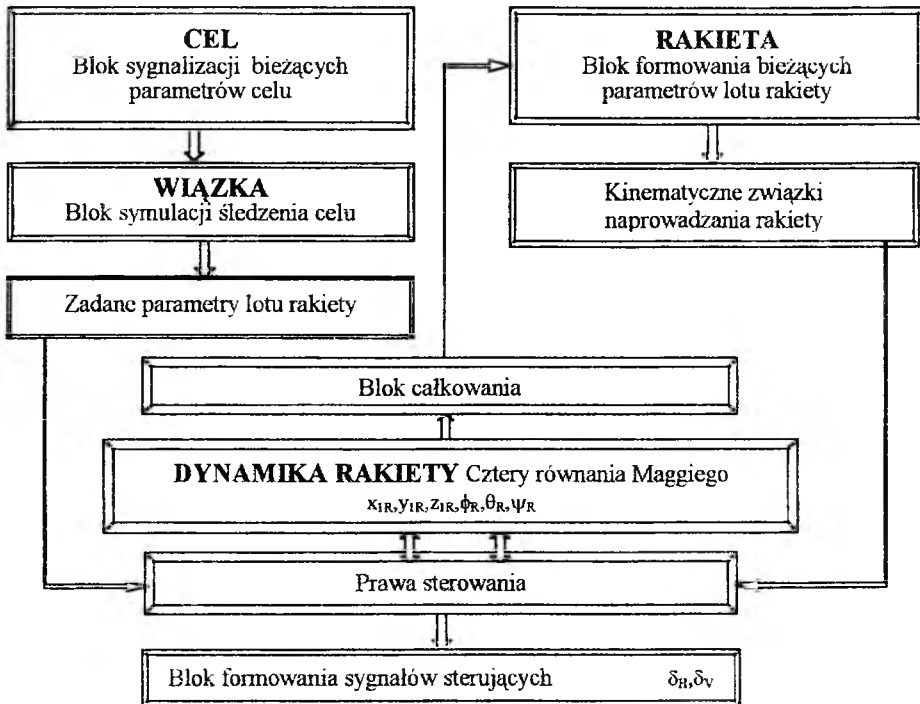 CEL
Blok sygnalizacji bieżących
parametrów celu
RAKIETA
Blok formowania bieżących
parametrów lotu rakiety
WIĄZKA
Blok symulacji śledzenia celu
Kinematyczne związki
naprowadzania rakiety
Zadane parametry lotu rakiety
Blok całkowania
DYNAMIKA RAKIETY Cztery równania Maggiego
x₁R,y₁R,z₁R,ϕR,θR,ψR
Prawa sterowania
Blok formowania sygnałów sterujących δH,δV